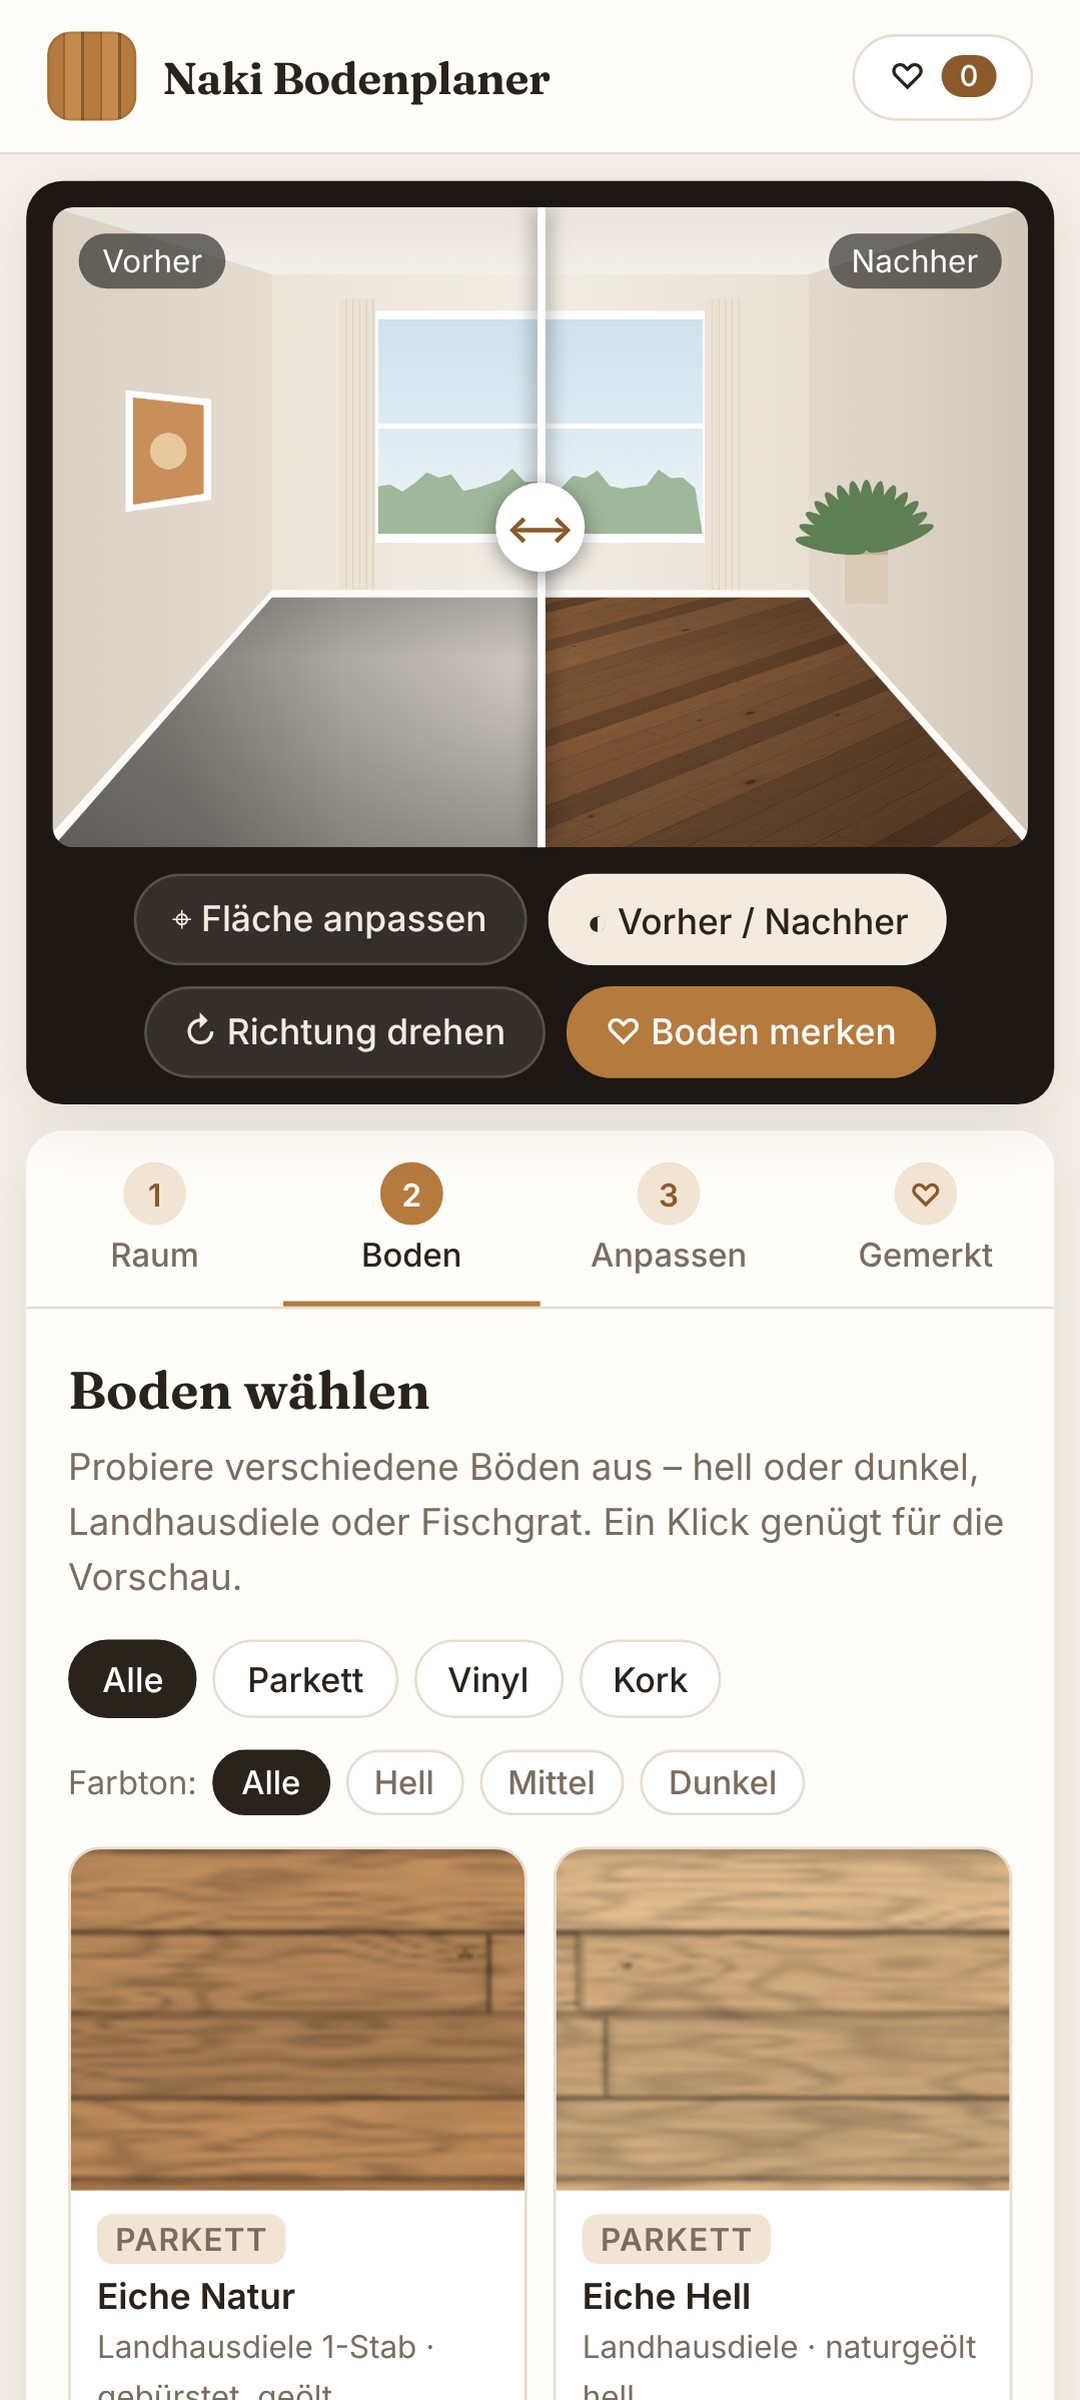 Naki Bodenplaner
♡ 0
Vorher
Nachher
⌖ Fläche anpassen
◐ Vorher / Nachher
↻ Richtung drehen
♡ Boden merken
1
2
3
♡
Raum
Boden
Anpassen
Gemerkt
Boden wählen
Probiere verschiedene Böden aus – hell oder dunkel,
Landhausdiele oder Fischgrat. Ein Klick genügt für die
Vorschau.
Alle
Parkett
Vinyl
Kork
Farbton:
Alle
Hell
Mittel
Dunkel
PARKETT
Eiche Natur
Landhausdiele 1-Stab ·
gebürstet, geölt
PARKETT
Eiche Hell
Landhausdiele · naturgeölt
hell